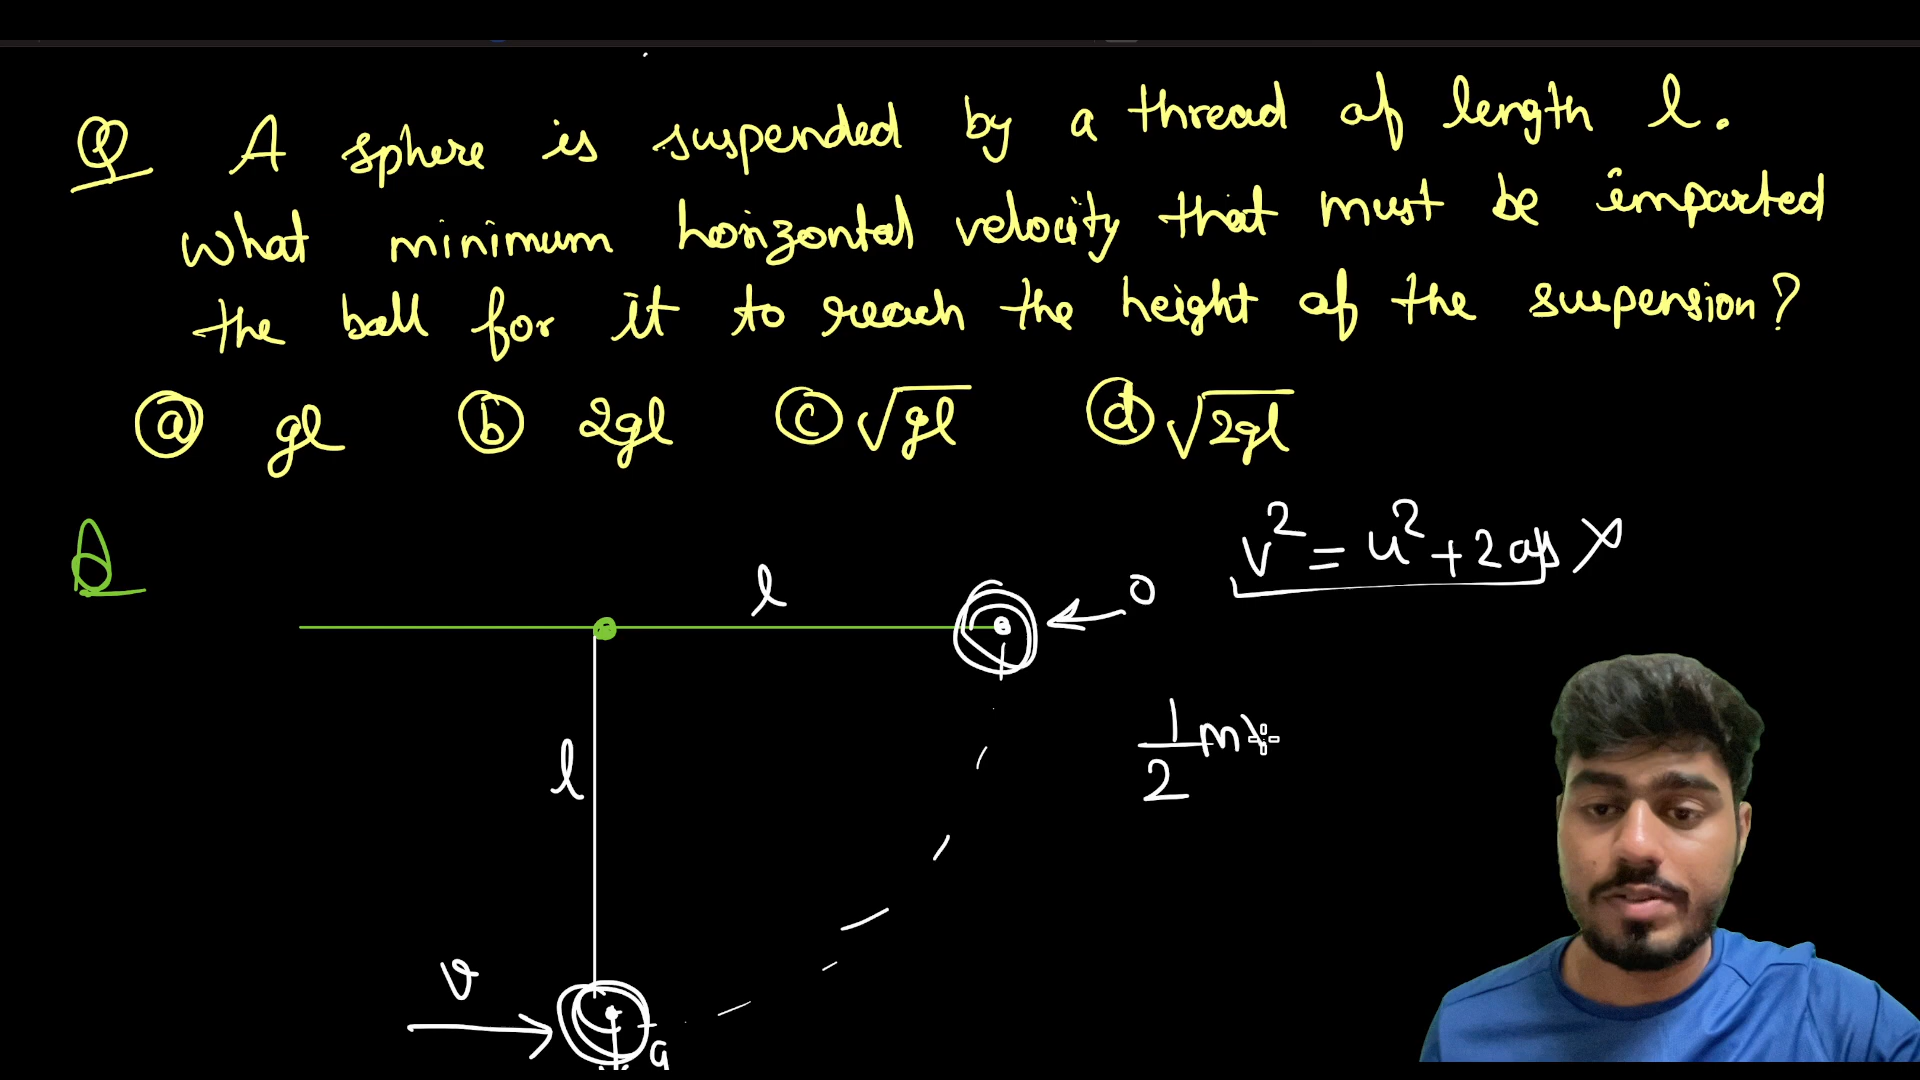 Q A sphere is suspended by a thread of length l.
what minimum horizontal velocity that must be imparted
the ball for it to reach the height of the suspension?
(a) gl (b) 2gl (c) √gl (d) √2gl
v² = u² + 2as ×
l
0
1/2 m
l
v